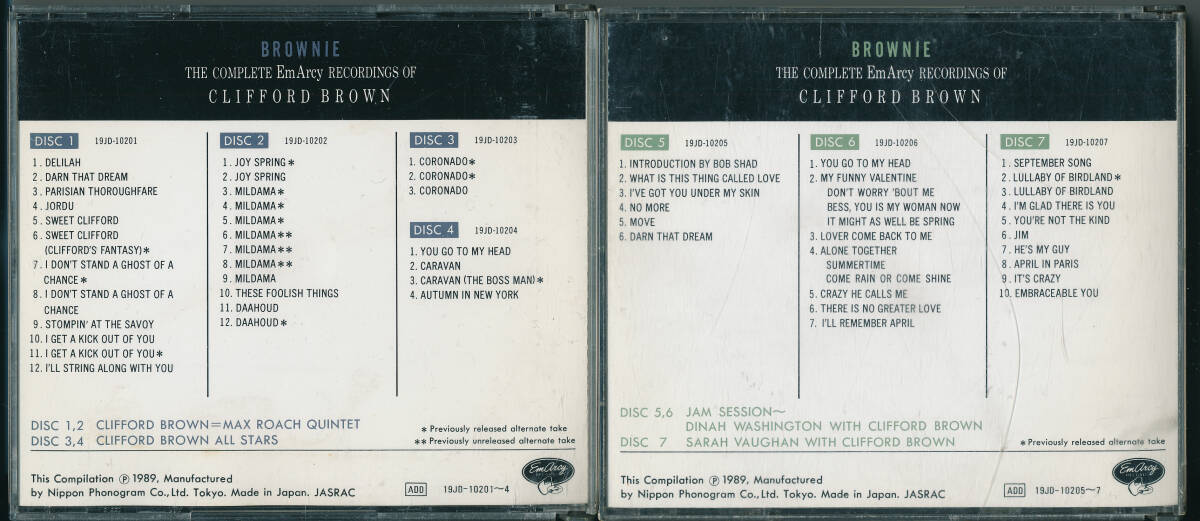 BROWNIE
THE COMPLETE EmArcy RECORDINGS OF
CLIFFORD BROWN
DISC 1 19JD-10201
1. DELILAH
2. DARN THAT DREAM
3. PARISIAN THOROUGHFARE
4. JORDU
5. SWEET CLIFFORD
6. SWEET CLIFFORD
(CLIFFORD'S FANTASY)*
7. I DON'T STAND A GHOST OF A
CHANCE*
8. I DON'T STAND A GHOST OF A
CHANCE
9. STOMPIN' AT THE SAVOY
10. I GET A KICK OUT OF YOU
11. I GET A KICK OUT OF YOU*
12. I'LL STRING ALONG WITH YOU
DISC 2 19JD-10202
1. JOY SPRING*
2. JOY SPRING
3. MILDAMA*
4. MILDAMA*
5. MILDAMA*
6. MILDAMA**
7. MILDAMA**
8. MILDAMA**
9. MILDAMA
10. THESE FOOLISH THINGS
11. DAAHOUD
12. DAAHOUD*
DISC 3 19JD-10203
1. CORONADO*
2. CORONADO*
3. CORONADO
DISC 4 19JD-10204
1. YOU GO TO MY HEAD
2. CARAVAN
3. CARAVAN (THE BOSS MAN)*
4. AUTUMN IN NEW YORK
DISC 1,2 CLIFFORD BROWN=MAX ROACH QUINTET
DISC 3,4 CLIFFORD BROWN ALL STARS
* Previously released alternate take
** Previously unreleased alternate take
This Compilation Ⓟ 1989, Manufactured
by Nippon Phonogram Co., Ltd. Tokyo. Made in Japan. JASRAC
ADD 19JD-10201~4
EmArcy
BROWNIE
THE COMPLETE EmArcy RECORDINGS OF
CLIFFORD BROWN
DISC 5 19JD-10205
1. INTRODUCTION BY BOB SHAD
2. WHAT IS THIS THING CALLED LOVE
3. I'VE GOT YOU UNDER MY SKIN
4. NO MORE
5. MOVE
6. DARN THAT DREAM
DISC 6 19JD-10206
1. YOU GO TO MY HEAD
2. MY FUNNY VALENTINE
DON'T WORRY 'BOUT ME
BESS, YOU IS MY WOMAN NOW
IT MIGHT AS WELL BE SPRING
3. LOVER COME BACK TO ME
4. ALONE TOGETHER
SUMMERTIME
COME RAIN OR COME SHINE
5. CRAZY HE CALLS ME
6. THERE IS NO GREATER LOVE
7. I'LL REMEMBER APRIL
DISC 7 19JD-10207
1. SEPTEMBER SONG
2. LULLABY OF BIRDLAND*
3. LULLABY OF BIRDLAND
4. I'M GLAD THERE IS YOU
5. YOU'RE NOT THE KIND
6. JIM
7. HE'S MY GUY
8. APRIL IN PARIS
9. IT'S CRAZY
10. EMBRACEABLE YOU
DISC 5,6 JAM SESSION~
DINAH WASHINGTON WITH CLIFFORD BROWN
DISC 7 SARAH VAUGHAN WITH CLIFFORD BROWN
* Previously released alternate take
This Compilation Ⓟ 1989, Manufactured
by Nippon Phonogram Co., Ltd. Tokyo. Made in Japan. JASRAC
ADD 19JD-10205~7
EmArcy